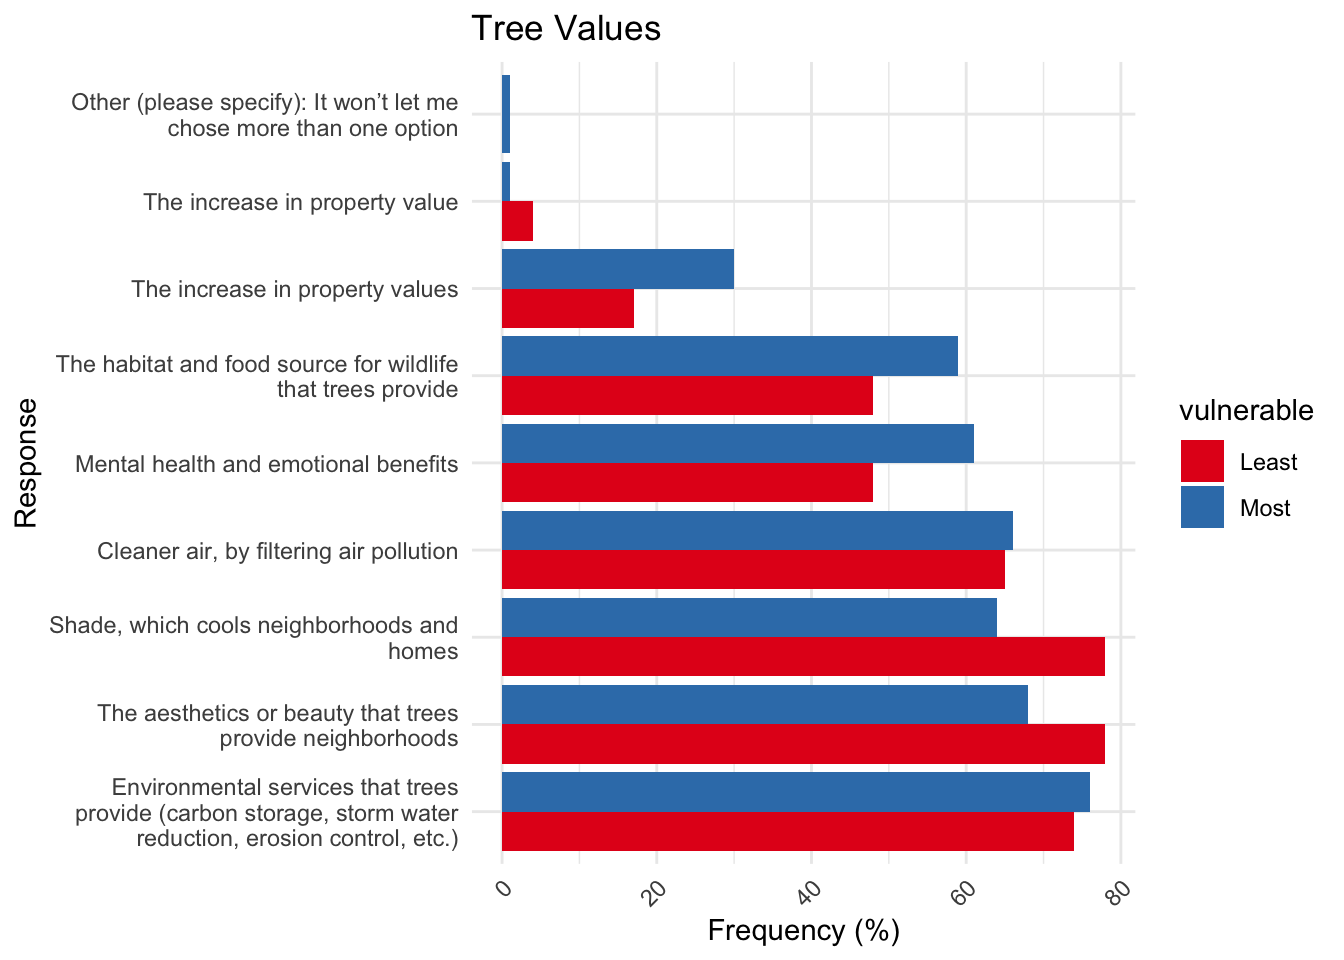 Tree Values
Response
Other (please specify): It won’t let me
chose more than one option
The increase in property value
The increase in property values
The habitat and food source for wildlife
that trees provide
Mental health and emotional benefits
Cleaner air, by filtering air pollution
Shade, which cools neighborhoods and
homes
The aesthetics or beauty that trees
provide neighborhoods
Environmental services that trees
provide (carbon storage, storm water
reduction, erosion control, etc.)
0
20
40
60
80
Frequency (%)
vulnerable
Least
Most